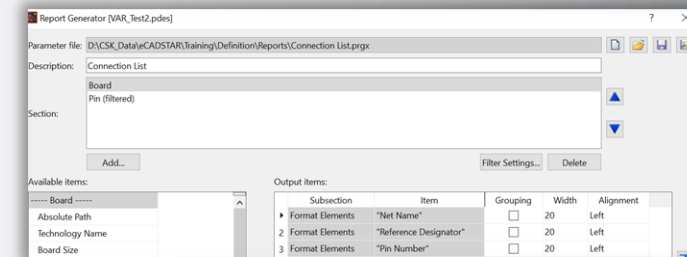 Report Generator [VAR_Test2.pdes]
Parameter file: D:\CSK_Data\eCADSTAR\Training\Definition\Reports\Connection List.prgx
Description: Connection List
Board
Pin (filtered)
Section:
Add... Filter Settings... Delete
Available items: Output items:
----- Board ----- Subsection Item Grouping Width Alignment
Absolute Path Format Elements "Net Name" 20 Left
Technology Name 2 Format Elements "Reference Designator" 20 Left
Board Size 3 Format Elements "Pin Number" 20 Left